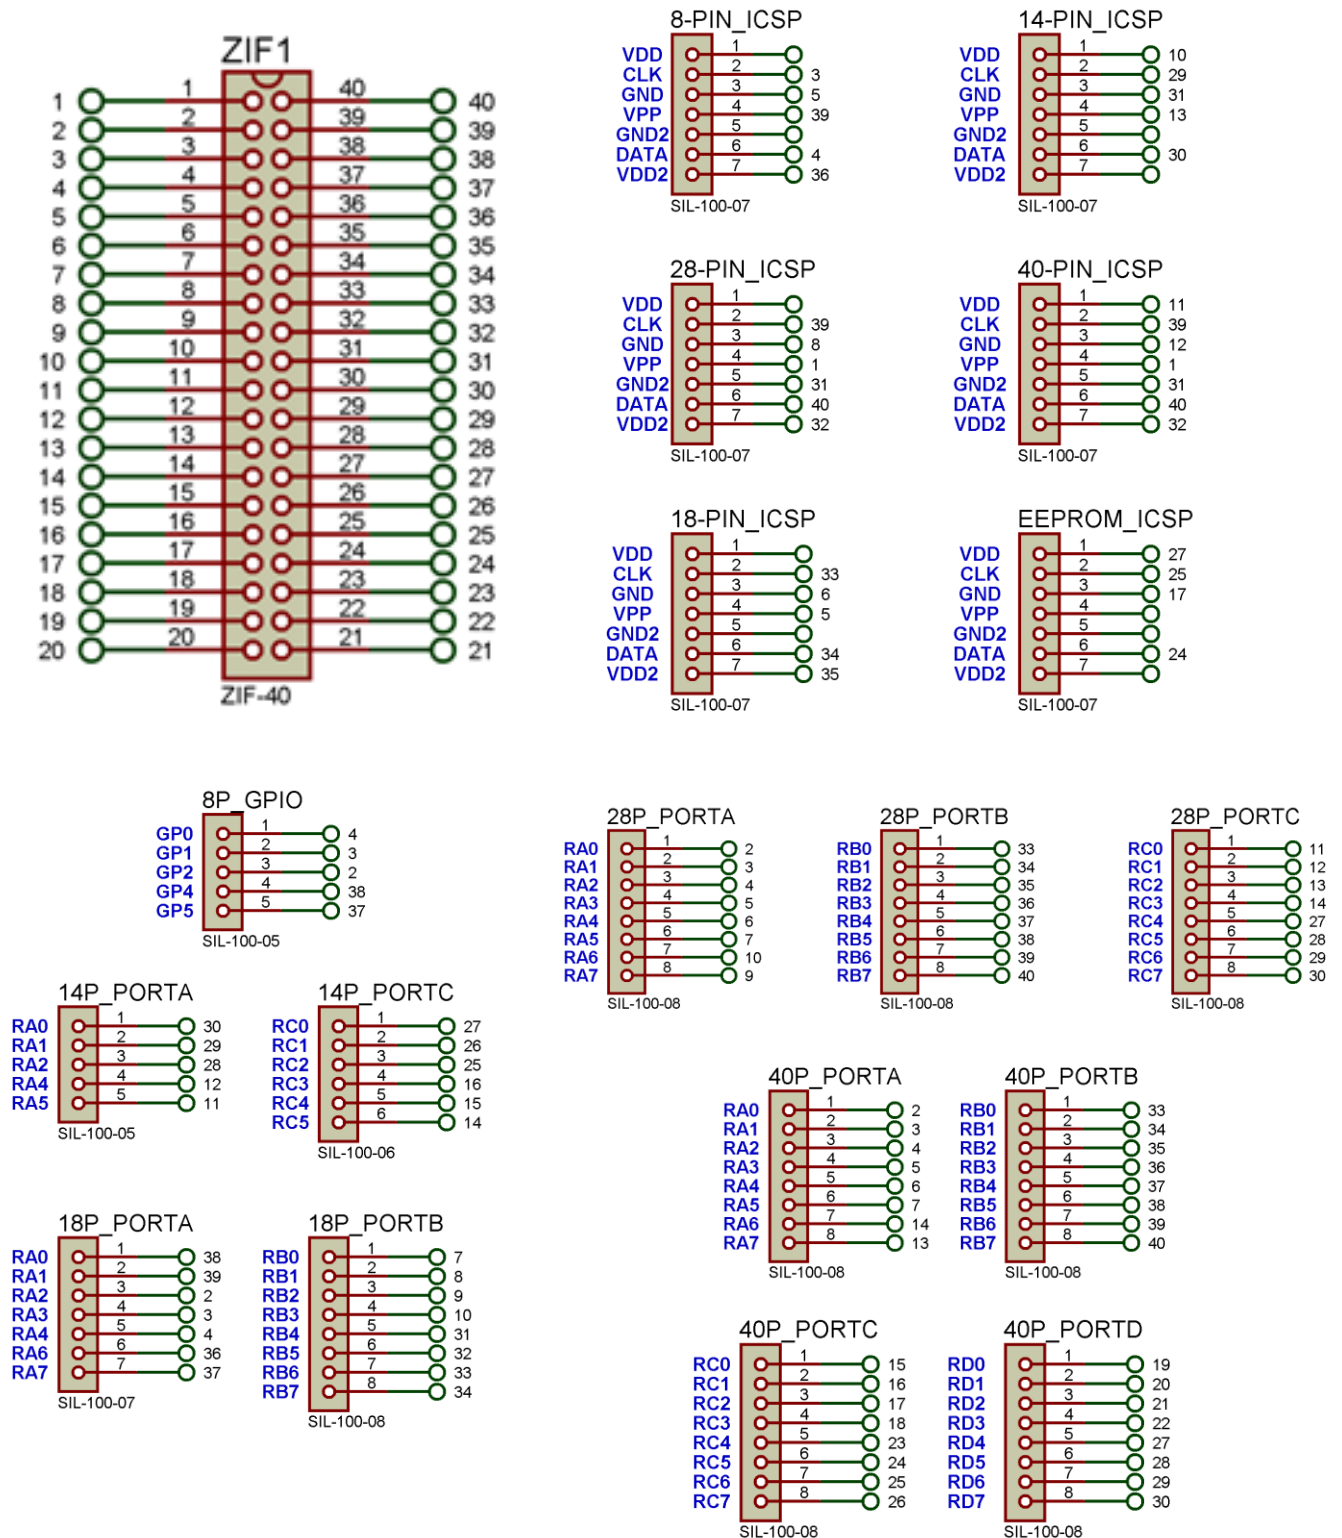 ZIF1
1 1 40 40
2 2 39 39
3 3 38 38
4 4 37 37
5 5 36 36
6 6 35 35
7 7 34 34
8 8 33 33
9 9 32 32
10 10 31 31
11 11 30 30
12 12 29 29
13 13 28 28
14 14 27 27
15 15 26 26
16 16 25 25
17 17 24 24
18 18 23 23
19 19 22 22
20 20 21 21
ZIF-40
8-PIN_ICSP
VDD 1
CLK 2 3
GND 3 5
VPP 4 39
GND2 5
DATA 6 4
VDD2 7 36
SIL-100-07
14-PIN_ICSP
VDD 1 10
CLK 2 29
GND 3 31
VPP 4 13
GND2 5
DATA 6 30
VDD2 7
SIL-100-07
28-PIN_ICSP
VDD 1
CLK 2 39
GND 3 8
VPP 4 1
GND2 5 31
DATA 6 40
VDD2 7 32
SIL-100-07
40-PIN_ICSP
VDD 1 11
CLK 2 39
GND 3 12
VPP 4 1
GND2 5 31
DATA 6 40
VDD2 7 32
SIL-100-07
18-PIN_ICSP
VDD 1
CLK 2 33
GND 3 6
VPP 4 5
GND2 5
DATA 6 34
VDD2 7 35
SIL-100-07
EEPROM_ICSP
VDD 1 27
CLK 2 25
GND 3 17
VPP 4
GND2 5
DATA 6 24
VDD2 7
SIL-100-07
8P_GPIO
GP0 1 4
GP1 2 3
GP2 3 2
GP4 4 38
GP5 5 37
SIL-100-05
28P_PORTA
RA0 1 2
RA1 2 3
RA2 3 4
RA3 4 5
RA4 5 6
RA5 6 7
RA6 7 10
RA7 8 9
SIL-100-08
28P_PORTB
RB0 1 33
RB1 2 34
RB2 3 35
RB3 4 36
RB4 5 37
RB5 6 38
RB6 7 39
RB7 8 40
SIL-100-08
28P_PORTC
RC0 1 11
RC1 2 12
RC2 3 13
RC3 4 14
RC4 5 27
RC5 6 28
RC6 7 29
RC7 8 30
SIL-100-08
14P_PORTA
RA0 1 30
RA1 2 29
RA2 3 28
RA4 4 12
RA5 5 11
SIL-100-05
14P_PORTC
RC0 1 27
RC1 2 26
RC2 3 25
RC3 4 16
RC4 5 15
RC5 6 14
SIL-100-06
40P_PORTA
RA0 1 2
RA1 2 3
RA2 3 4
RA3 4 5
RA4 5 6
RA5 6 7
RA6 7 14
RA7 8 13
SIL-100-08
40P_PORTB
RB0 1 33
RB1 2 34
RB2 3 35
RB3 4 36
RB4 5 37
RB5 6 38
RB6 7 39
RB7 8 40
SIL-100-08
18P_PORTA
RA0 1 38
RA1 2 39
RA2 3 2
RA3 4 3
RA4 5 4
RA6 6 36
RA7 7 37
SIL-100-07
18P_PORTB
RB0 1 7
RB1 2 8
RB2 3 9
RB3 4 10
RB4 5 31
RB5 6 32
RB6 7 33
RB7 8 34
SIL-100-08
40P_PORTC
RC0 1 15
RC1 2 16
RC2 3 17
RC3 4 18
RC4 5 23
RC5 6 24
RC6 7 25
RC7 8 26
SIL-100-08
40P_PORTD
RD0 1 19
RD1 2 20
RD2 3 21
RD3 4 22
RD4 5 27
RD5 6 28
RD6 7 29
RD7 8 30
SIL-100-08